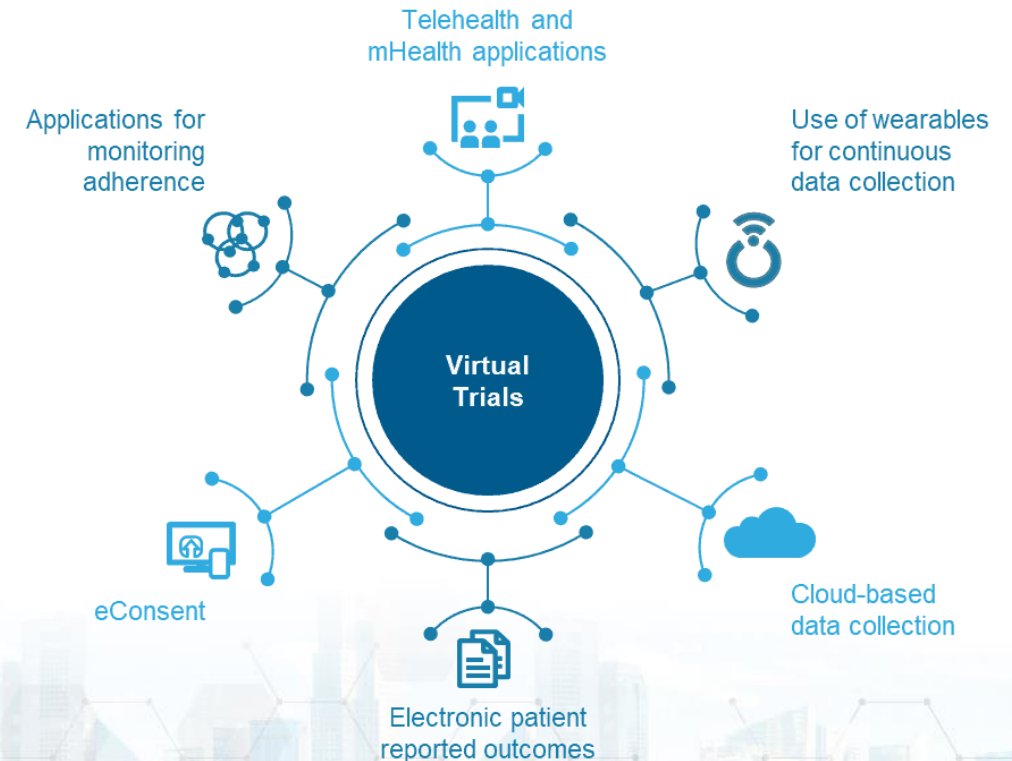 Telehealth and
mHealth applications
Applications for
monitoring
adherence
Use of wearables
for continuous
data collection
Virtual
Trials
eConsent
Cloud-based
data collection
Electronic patient
reported outcomes